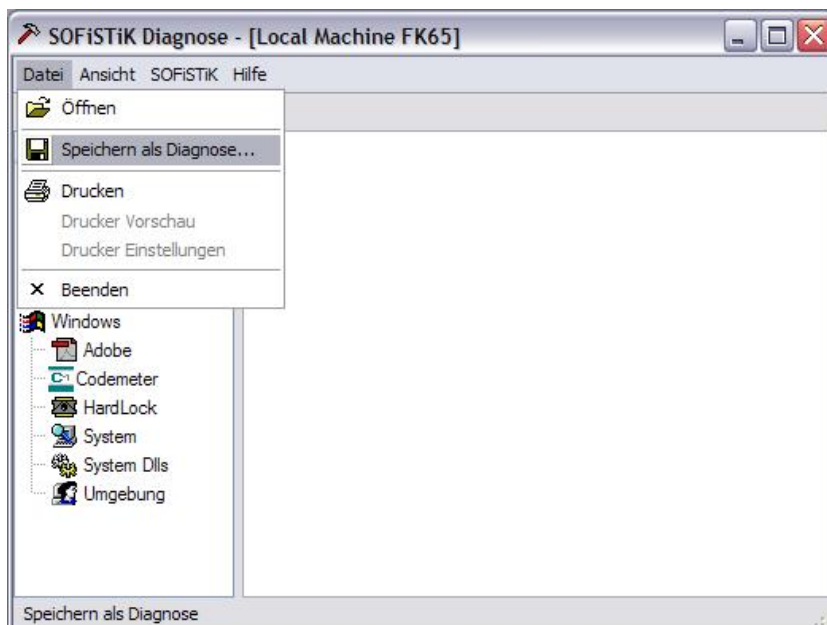 SOFiSTiK Diagnose - [Local Machine FK65]
Datei Ansicht SOFiSTiK Hilfe
Öffnen
Speichern als Diagnose...
Drucken
Drucker Vorschau
Drucker Einstellungen
Beenden
Windows
Adobe
Codemeter
HardLock
System
System Dlls
Umgebung
Speichern als Diagnose